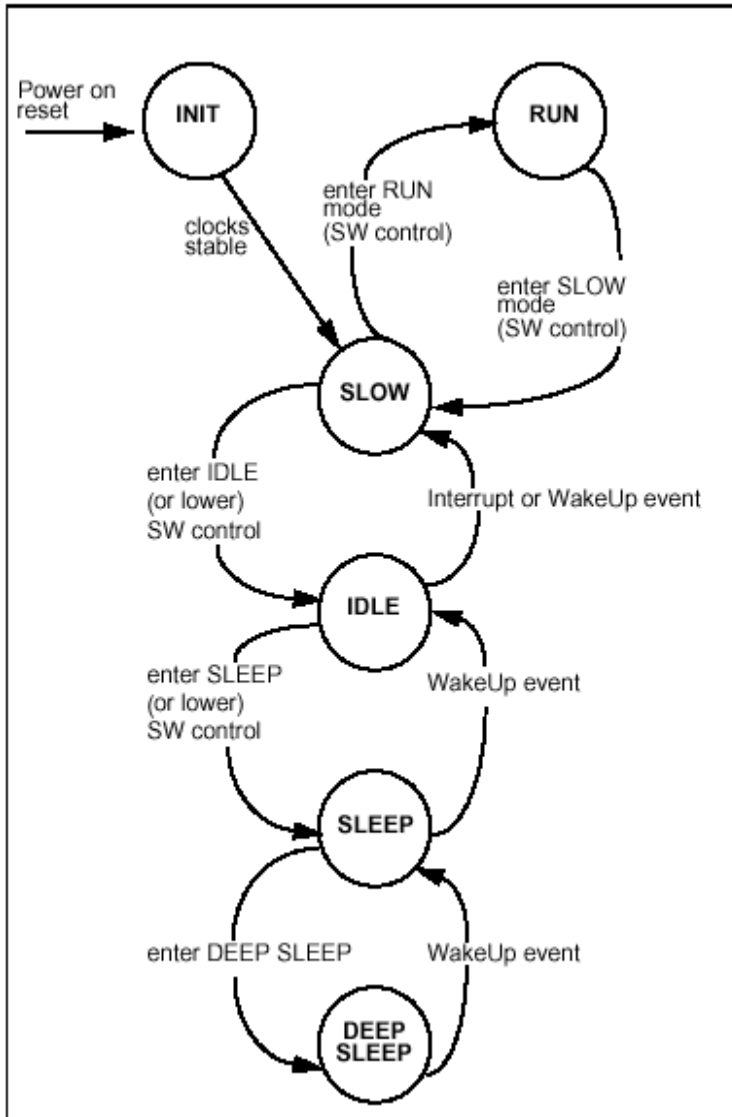 Power on
reset
INIT
RUN
clocks
stable
enter RUN
mode
(SW control)
enter SLOW
mode
(SW control)
SLOW
enter IDLE
(or lower)
SW control
Interrupt or WakeUp event
IDLE
enter SLEEP
(or lower)
SW control
WakeUp event
SLEEP
enter DEEP SLEEP
WakeUp event
DEEP
SLEEP